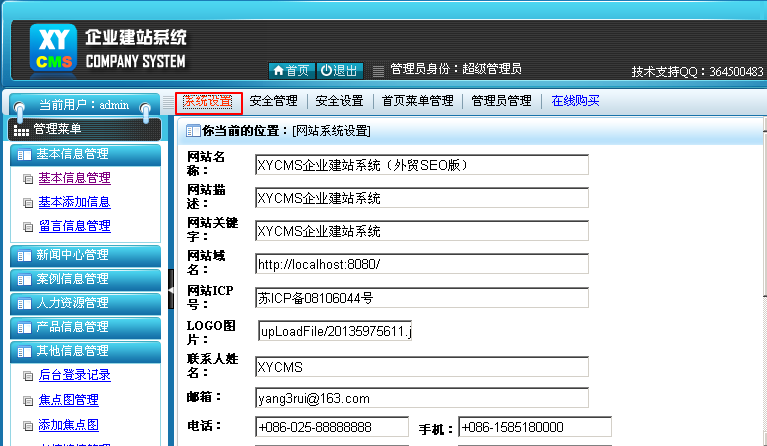 XY
CMS
企业建站系统
COMPANY SYSTEM
首页 退出 管理员身份：超级管理员
技术支持QQ：364500483
当前用户：admin
系统设置 安全管理 安全设置 首页菜单管理 管理员管理 在线购买
管理菜单
基本信息管理
基本信息管理
基本添加信息
留言信息管理
新闻中心管理
案例信息管理
人力资源管理
产品信息管理
其他信息管理
后台登录记录
焦点图管理
添加焦点图
你当前的位置：[网站系统设置]
网站名称： XYCMS企业建站系统（外贸SEO版）
网站描述： XYCMS企业建站系统
网站关键字： XYCMS企业建站系统
网站域名： http://localhost:8080/
网站ICP号： 苏ICP备08106044号
LOGO图片： upLoadFile/20135975611.j
联系人姓名： XYCMS
邮箱： yang3rui@163.com
电话： +086-025-88888888 手机： +086-1585180000